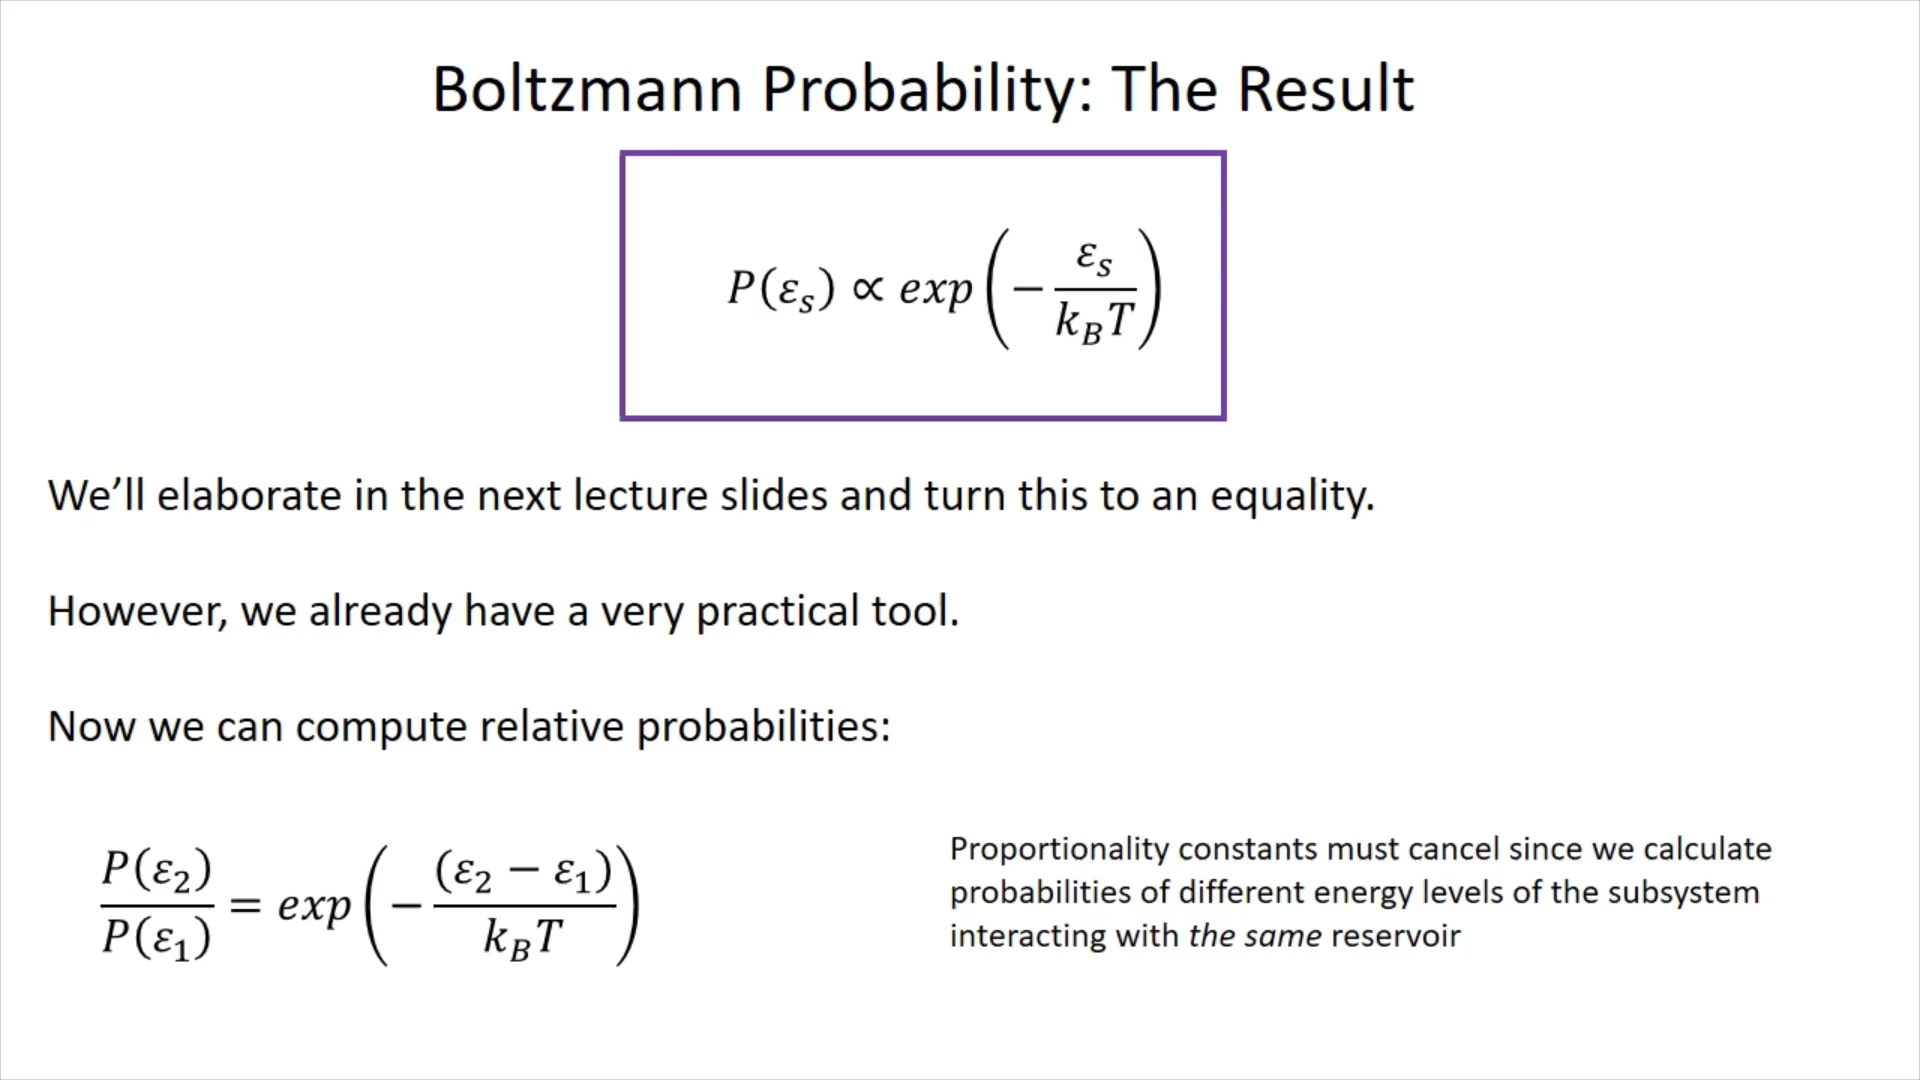 Boltzmann Probability: The Result
P(εₛ) ∝ exp(−εₛ/k_BT)
We’ll elaborate in the next lecture slides and turn this to an equality.
However, we already have a very practical tool.
Now we can compute relative probabilities:
P(ε₂)/P(ε₁) = exp(−(ε₂ − ε₁)/k_BT)
Proportionality constants must cancel since we calculate
probabilities of different energy levels of the subsystem
interacting with the same reservoir